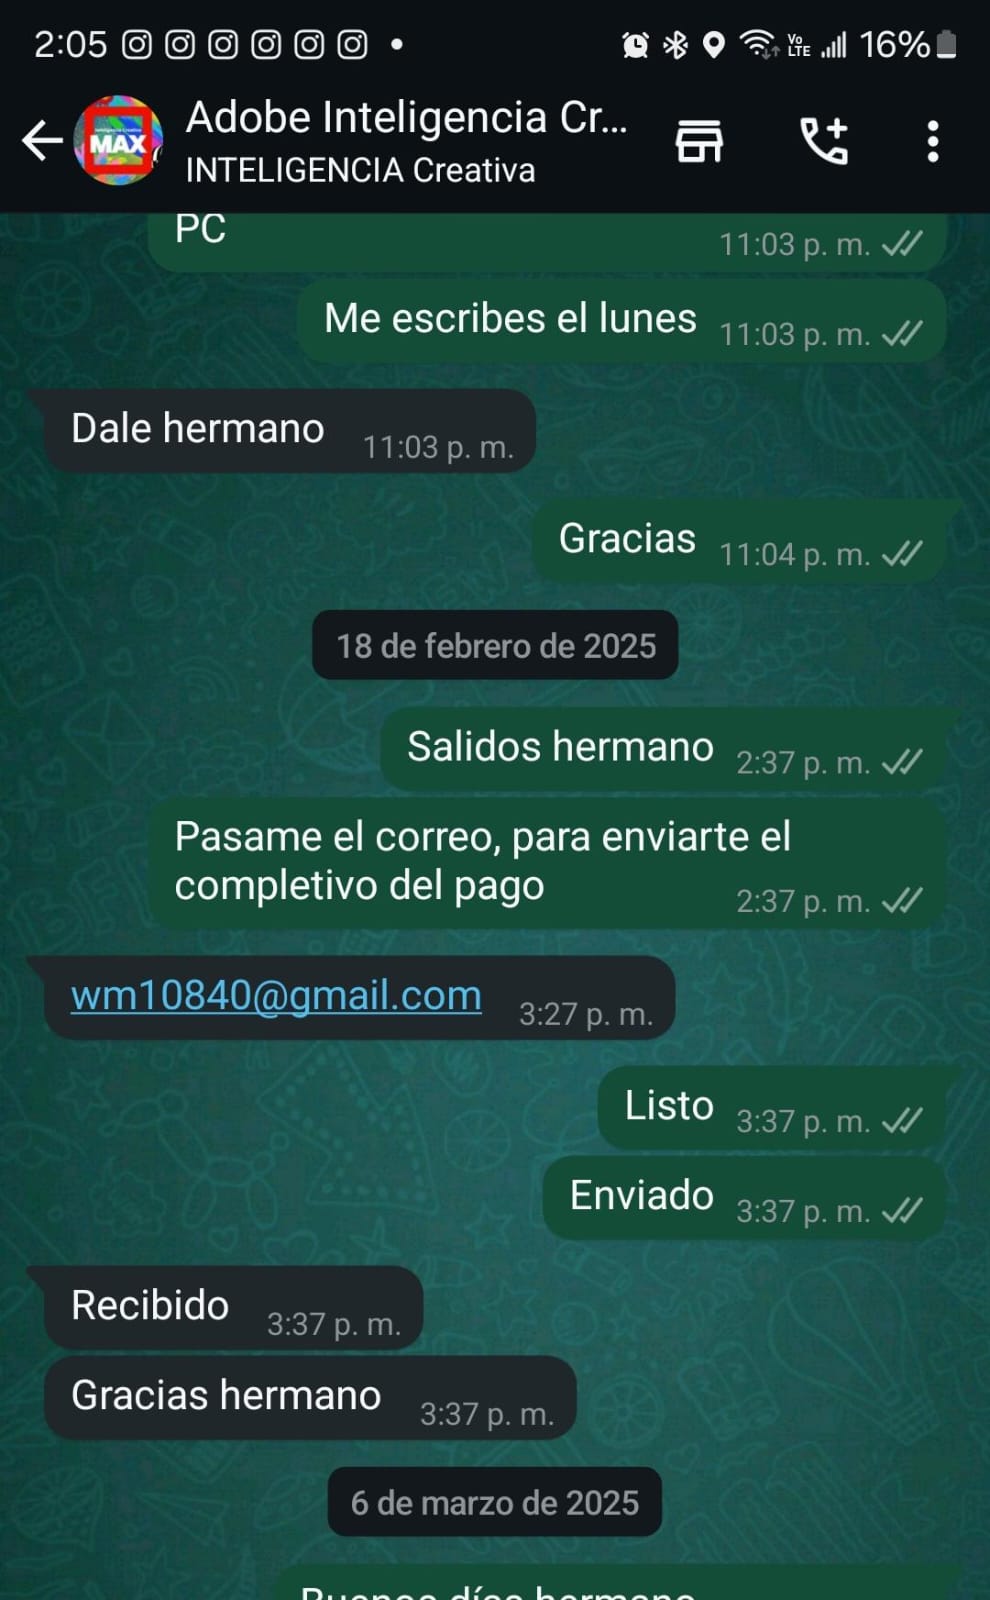 2:05 16%
Adobe Inteligencia Cr...
INTELIGENCIA Creativa
MAX
PC
11:03 p. m.
Me escribes el lunes 11:03 p. m.
Dale hermano 11:03 p. m.
Gracias 11:04 p. m.
18 de febrero de 2025
Salidos hermano 2:37 p. m.
Pasame el correo, para enviarte el
completivo del pago 2:37 p. m.
wm10840@gmail.com 3:27 p. m.
Listo 3:37 p. m.
Enviado 3:37 p. m.
Recibido 3:37 p. m.
Gracias hermano 3:37 p. m.
6 de marzo de 2025
Buenos días hermano